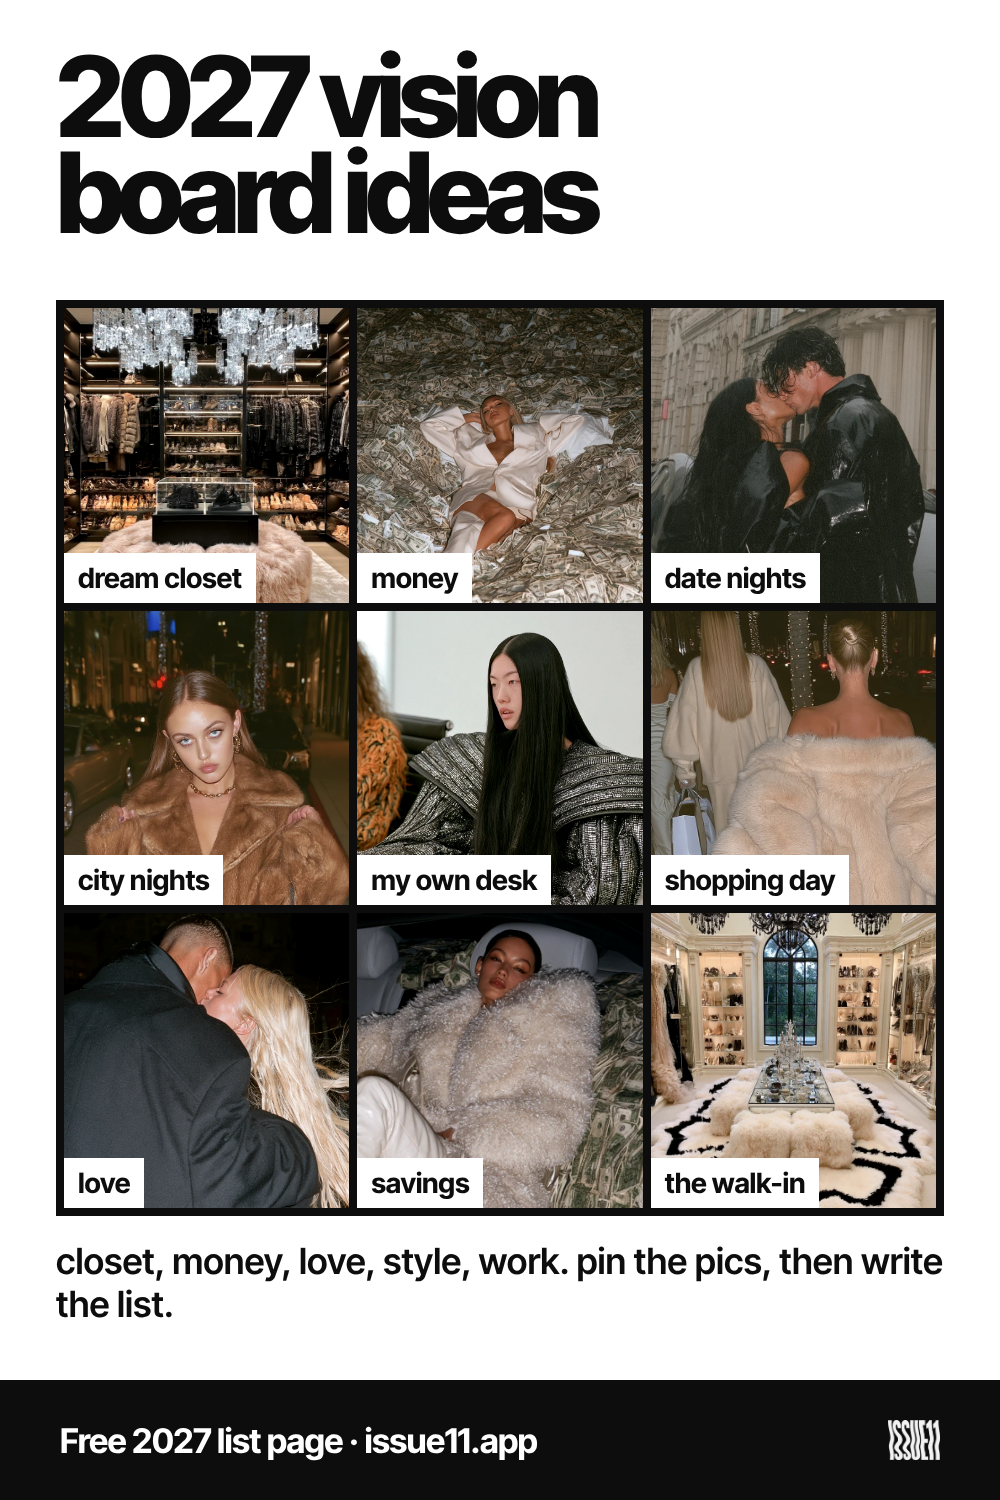 2027 vision
board ideas
dream closet
money
date nights
city nights
my own desk
shopping day
love
savings
the walk-in
closet, money, love, style, work. pin the pics, then write
the list.
Free 2027 list page · issue11.app
ISSUE11